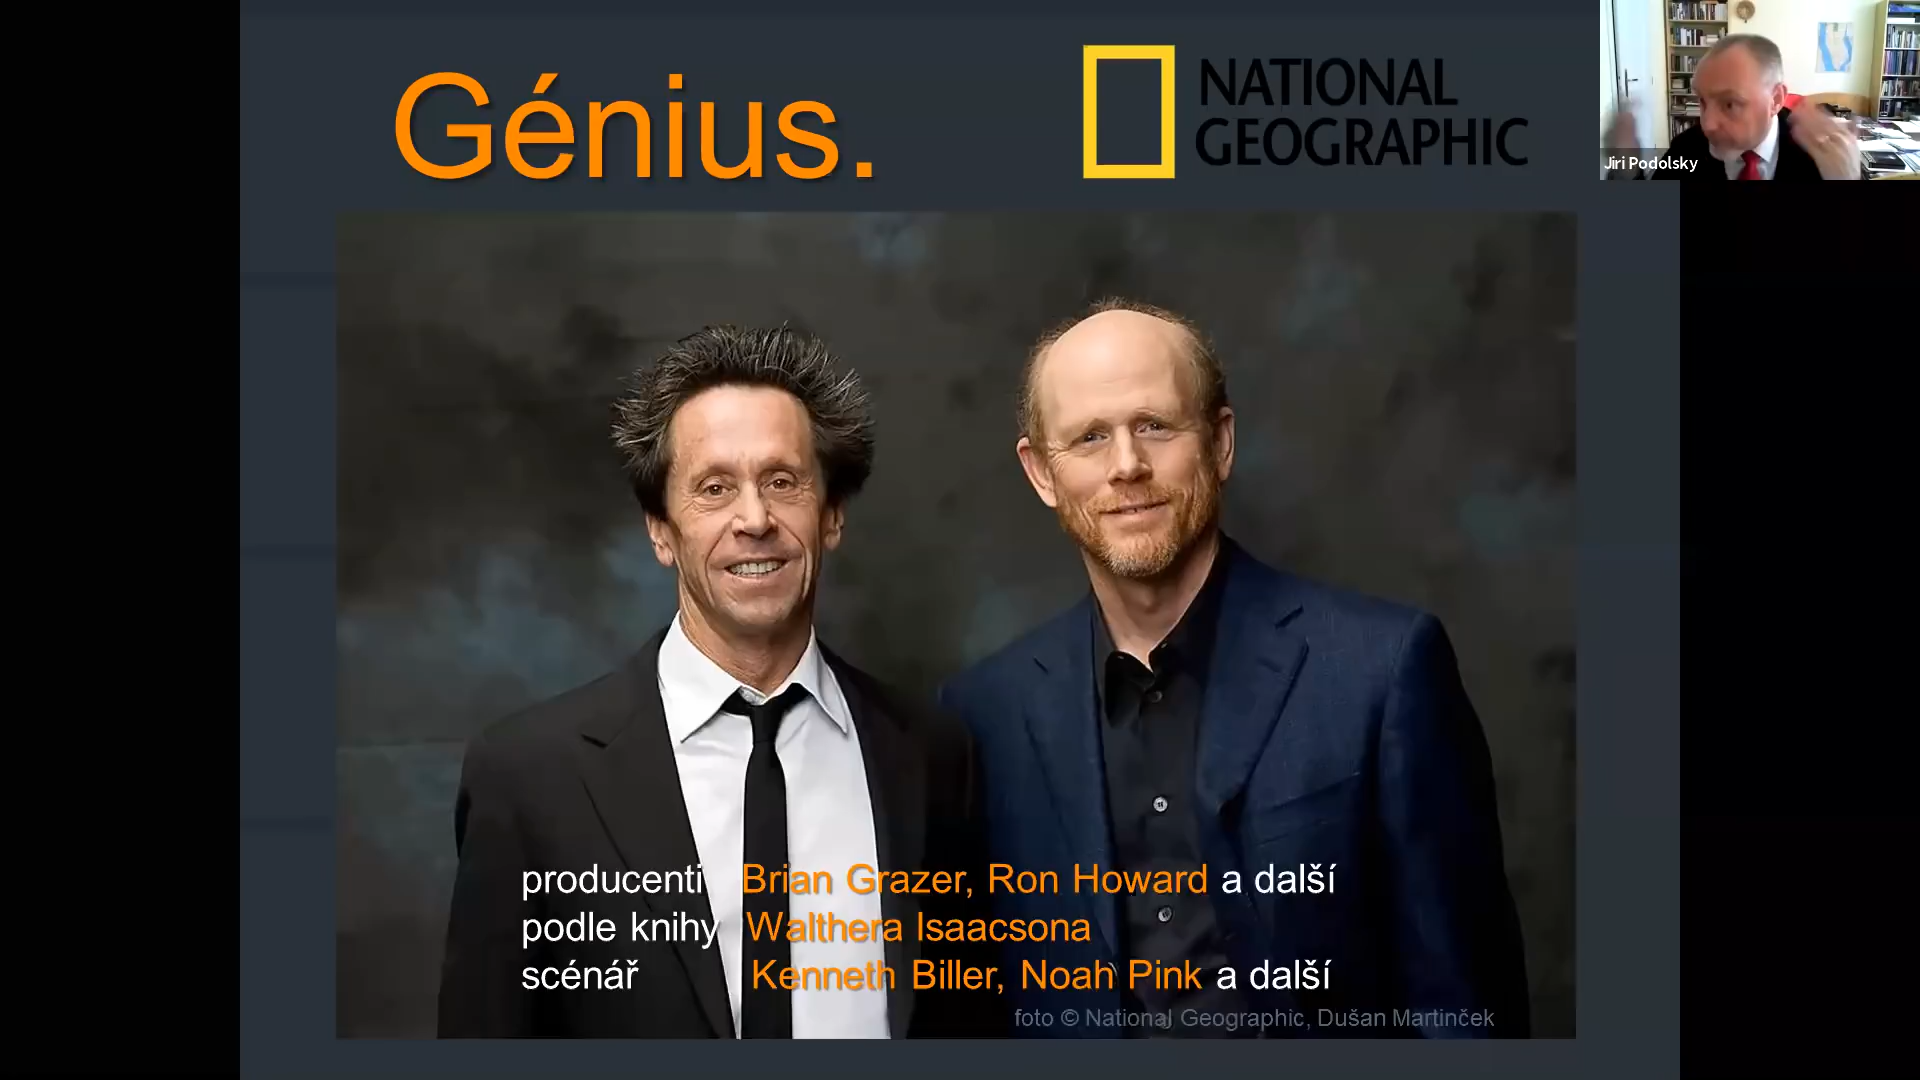 Génius.
NATIONAL
GEOGRAPHIC
Jiri Podolsky
producenti Brian Grazer, Ron Howard a další
podle knihy Walthera Isaacsona
scénář Kenneth Biller, Noah Pink a další
foto © National Geographic, Dušan Martinček